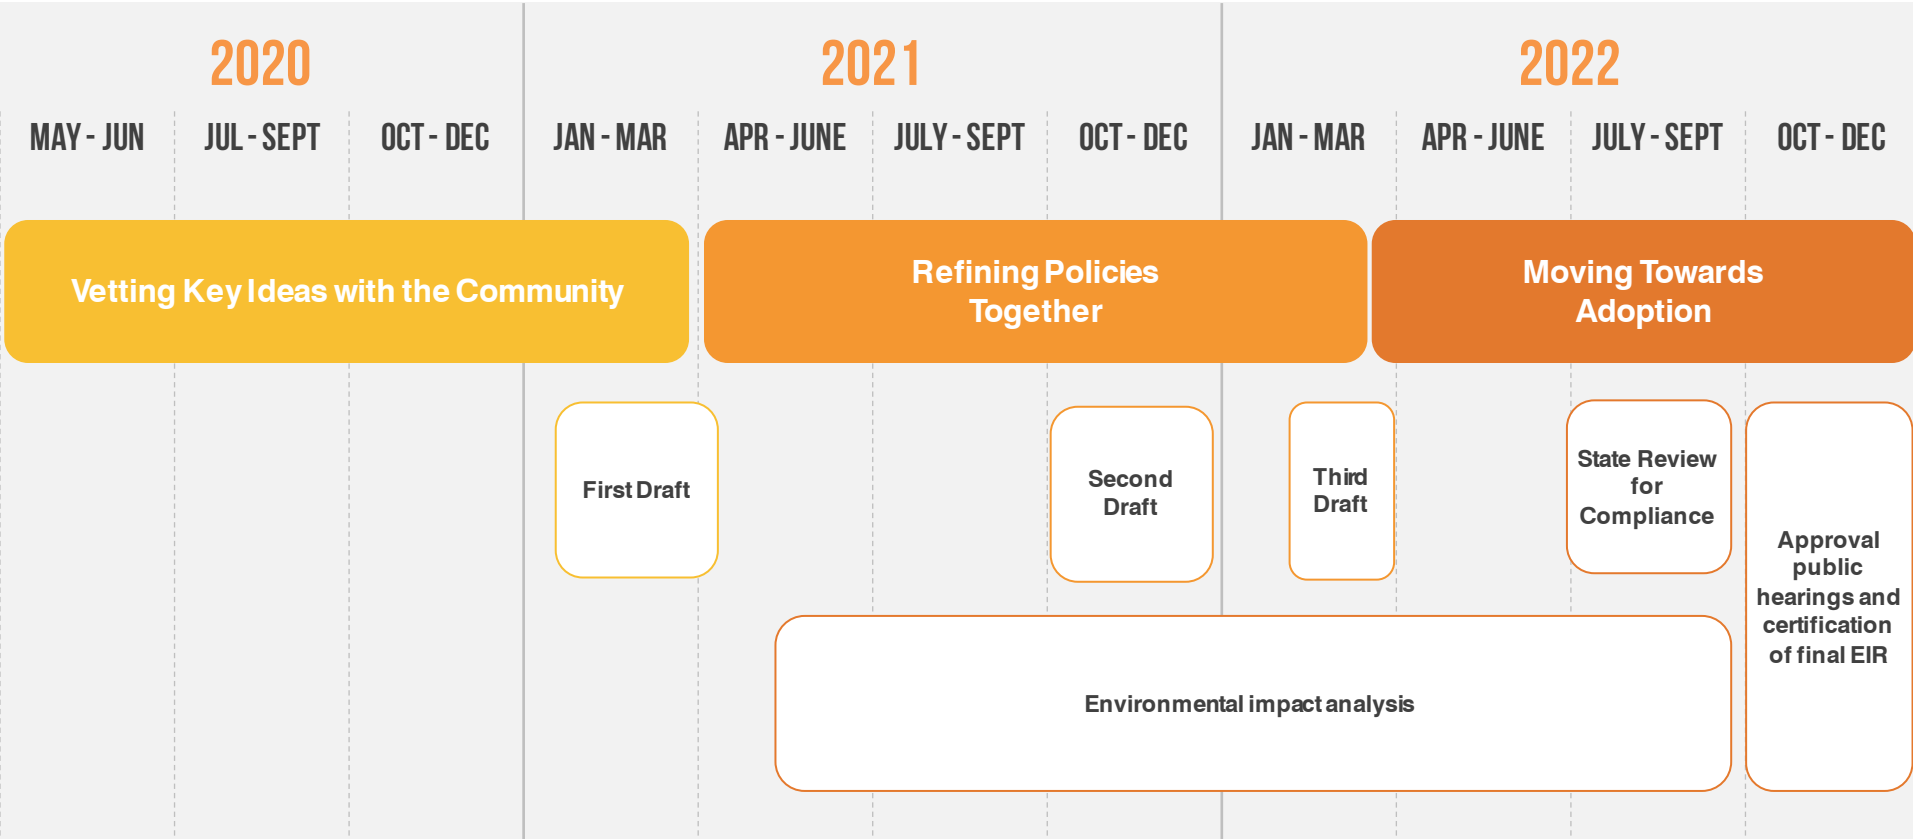 2020
2021
2022
MAY - JUN
JUL - SEPT
OCT - DEC
JAN - MAR
APR - JUNE
JULY - SEPT
OCT - DEC
JAN - MAR
APR - JUNE
JULY - SEPT
OCT - DEC
Vetting Key Ideas with the Community
Refining Policies
Together
Moving Towards
Adoption
First Draft
Second
Draft
Third
Draft
State Review
for
Compliance
Approval
public
hearings and
certification
of final EIR
Environmental impact analysis